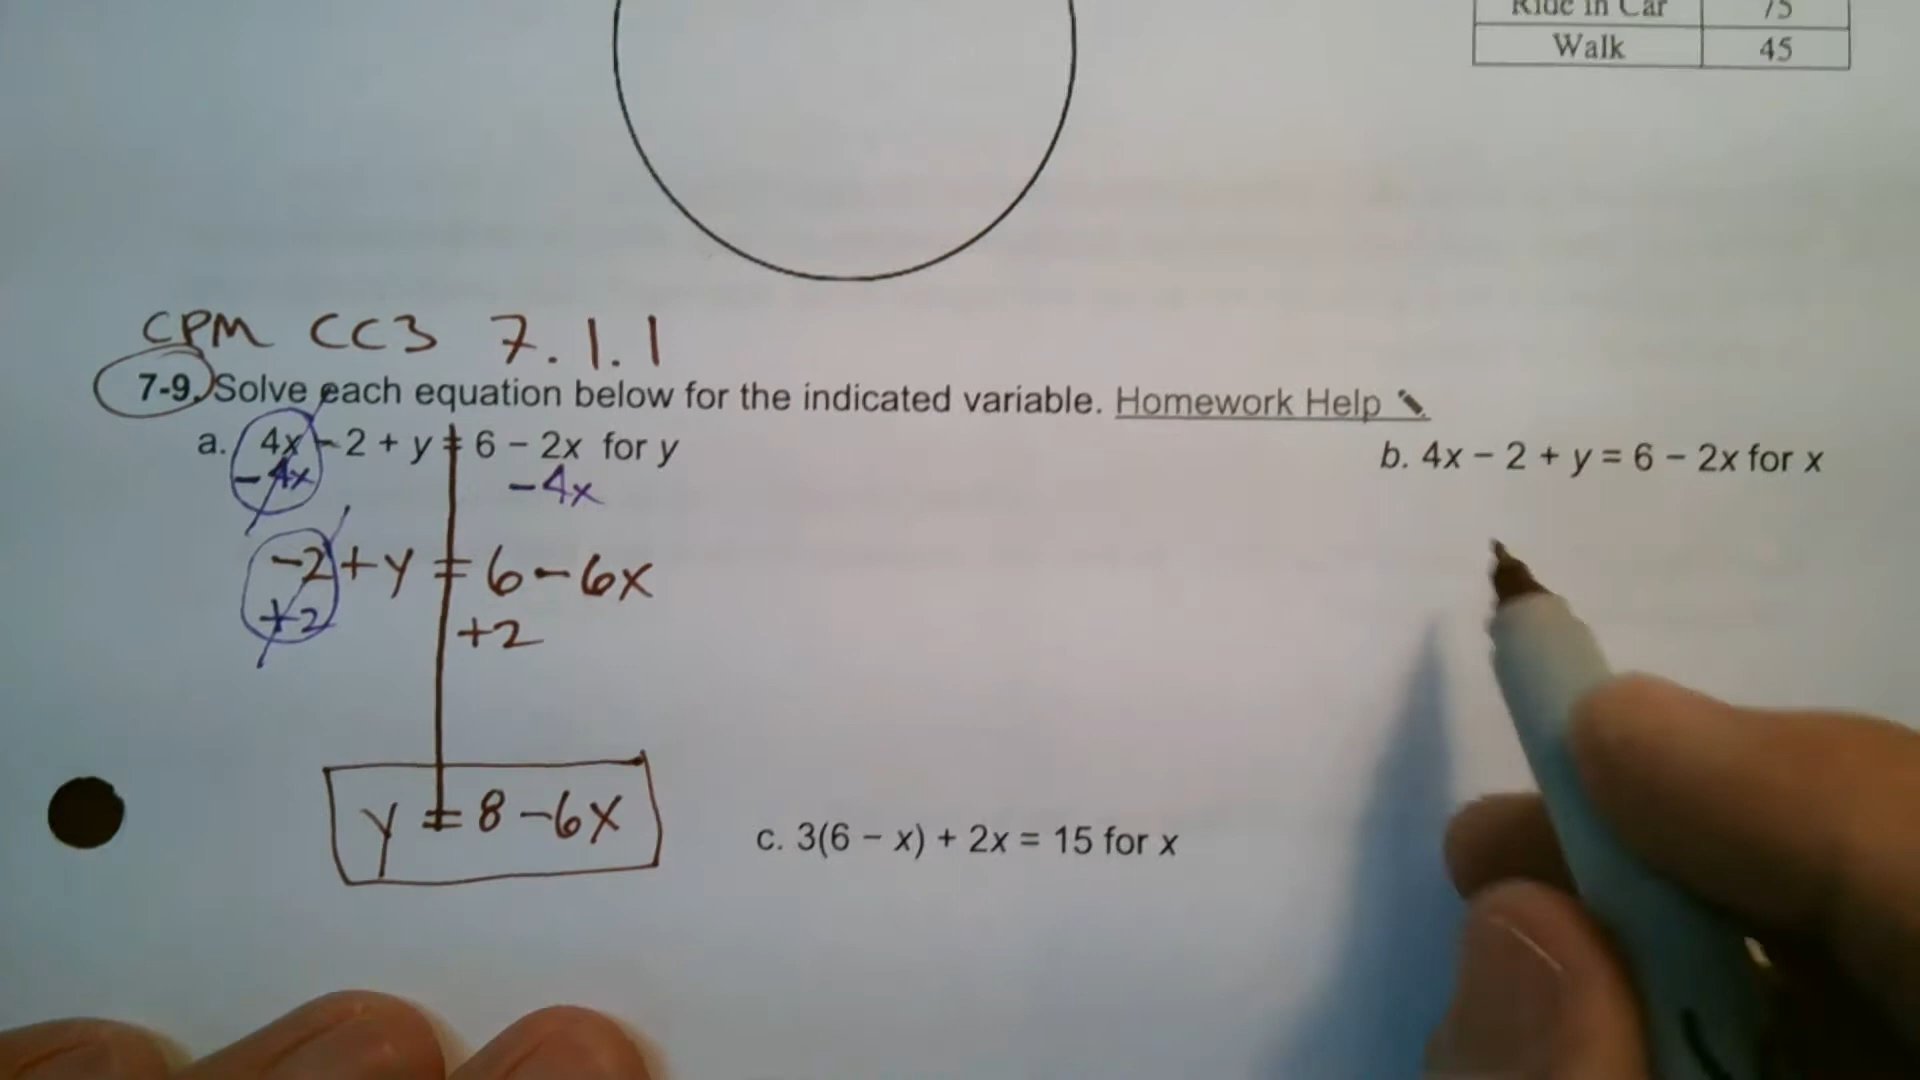 Ride in Car 75
Walk 45
CPM CC3 7.1.1
7-9. Solve each equation below for the indicated variable. Homework Help
a. 4x - 2 + y = 6 - 2x for y
b. 4x - 2 + y = 6 - 2x for x
-4x -4x
-2 + y = 6 - 6x
+2 +2
y = 8 - 6x
c. 3(6 - x) + 2x = 15 for x